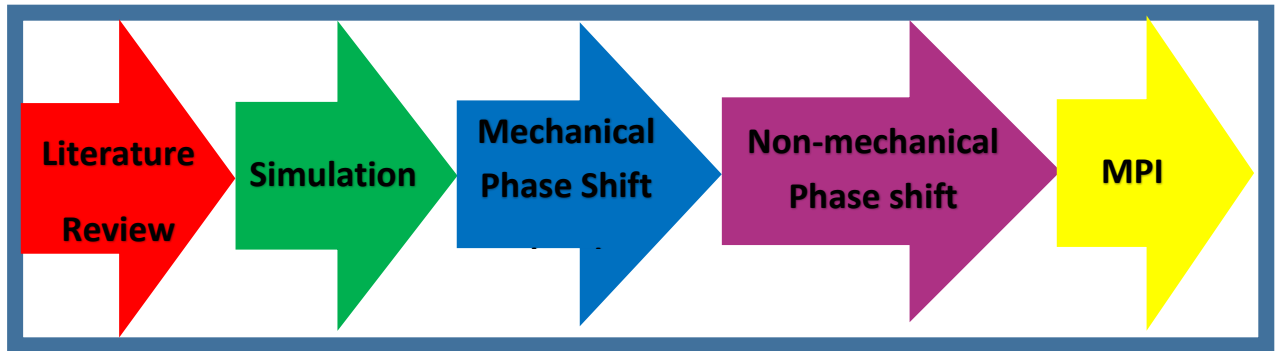 Literature
Review
Simulation
Mechanical
Phase Shift
Non-mechanical
Phase shift
MPI